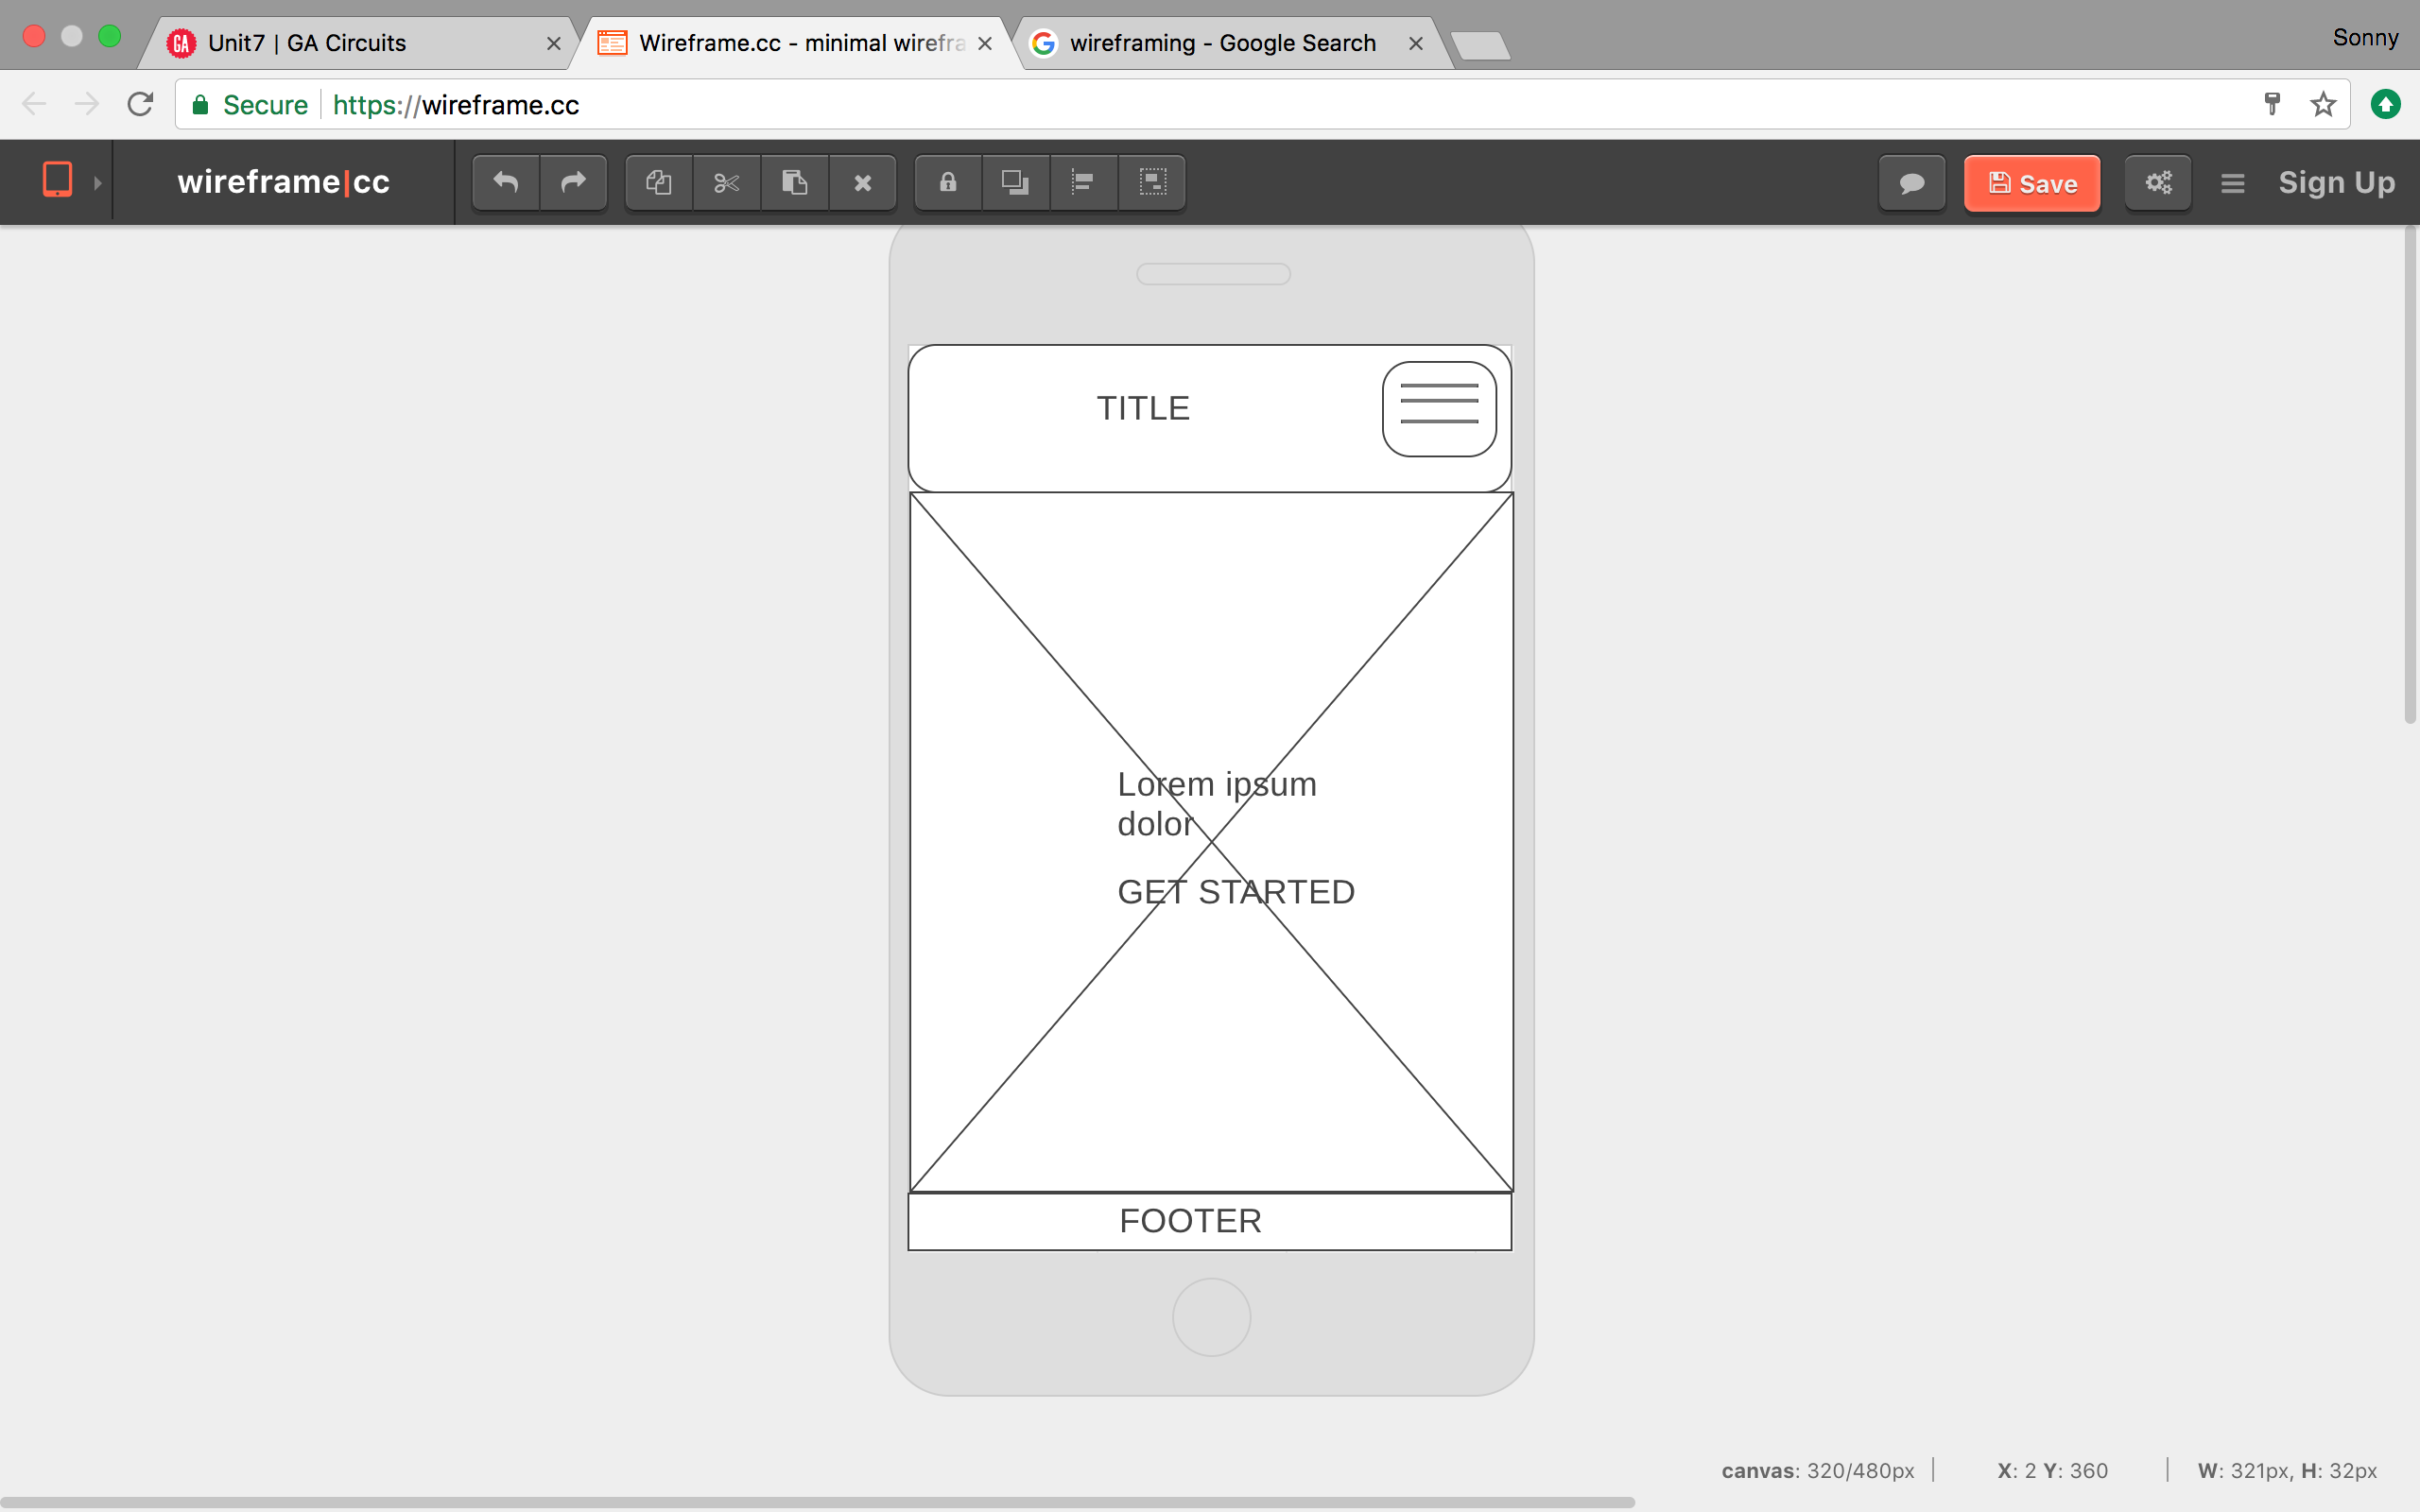 Unit7 | GA Circuits
Wireframe.cc - minimal wirefra
wireframing - Google Search
Sonny
GA
Secure
https://wireframe.cc
wireframe|cc
Save
Sign Up
TITLE
Lorem ipsum
dolor
GET STARTED
FOOTER
canvas: 320/480px
X: 2 Y: 360
W: 321px, H: 32px